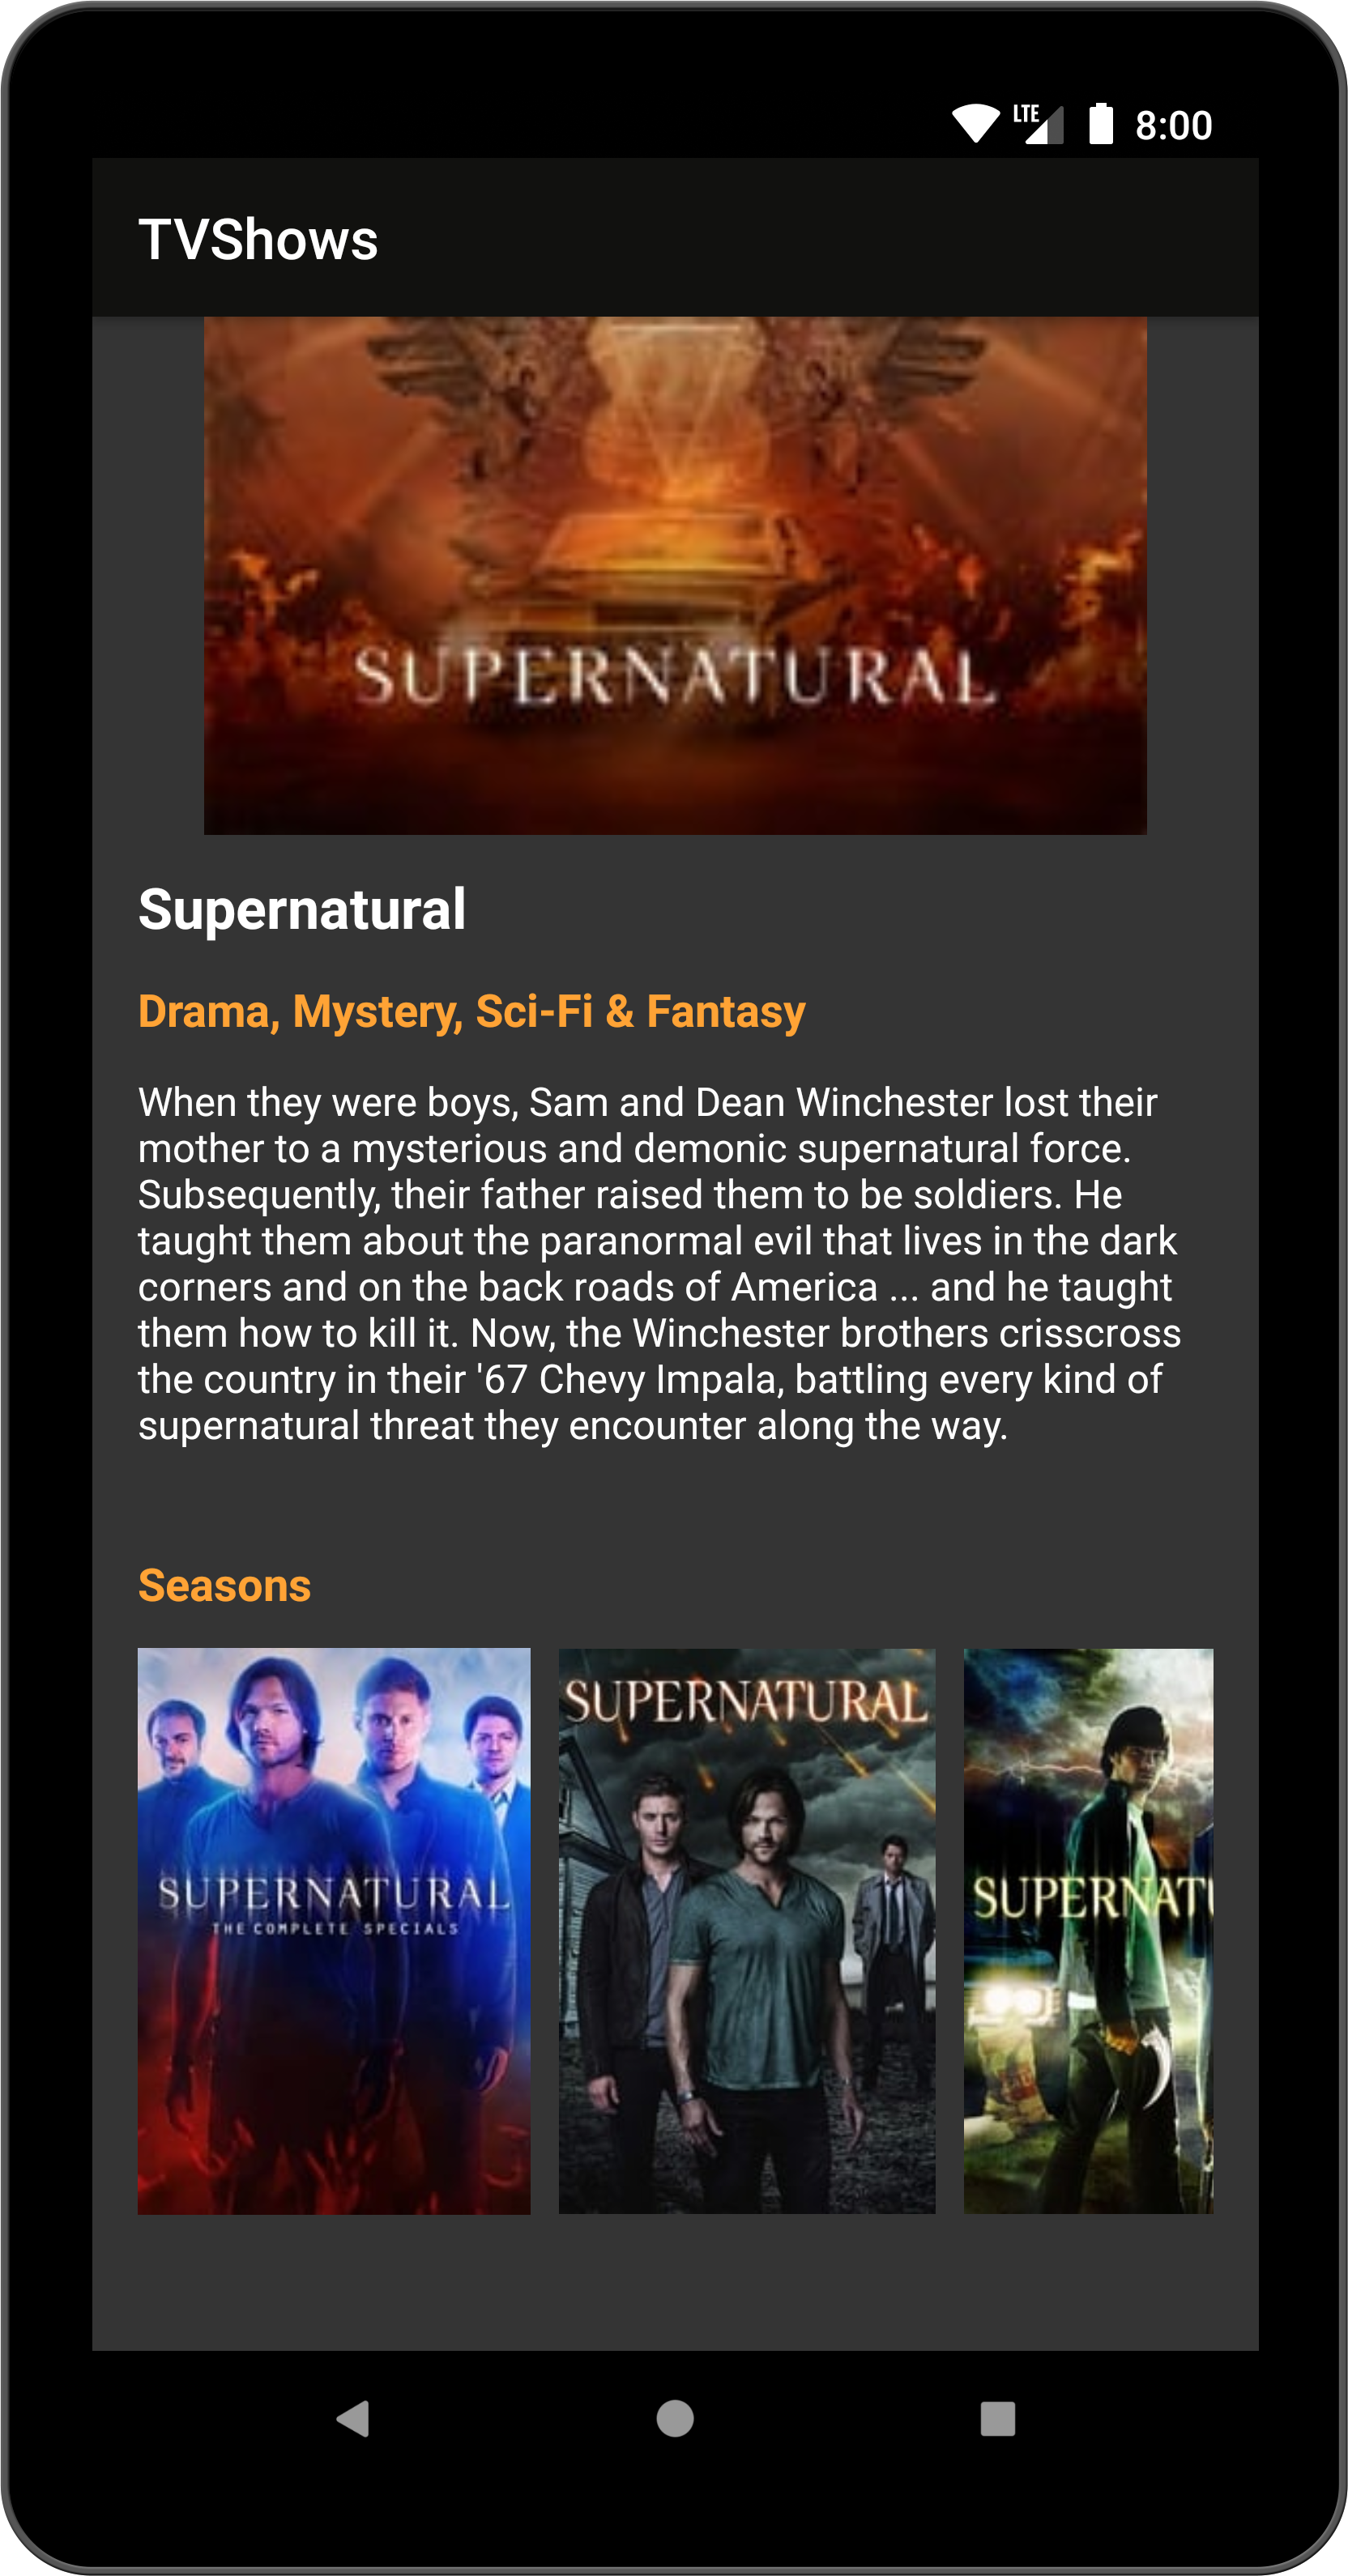 LTE 8:00
TVShows
SUPERNATURAL
Supernatural
Drama, Mystery, Sci-Fi & Fantasy
When they were boys, Sam and Dean Winchester lost their
mother to a mysterious and demonic supernatural force.
Subsequently, their father raised them to be soldiers. He
taught them about the paranormal evil that lives in the dark
corners and on the back roads of America ... and he taught
them how to kill it. Now, the Winchester brothers crisscross
the country in their '67 Chevy Impala, battling every kind of
supernatural threat they encounter along the way.
Seasons
SUPERNATURAL
THE COMPLETE SPECIALS
SUPERNATURAL
SUPERNATU